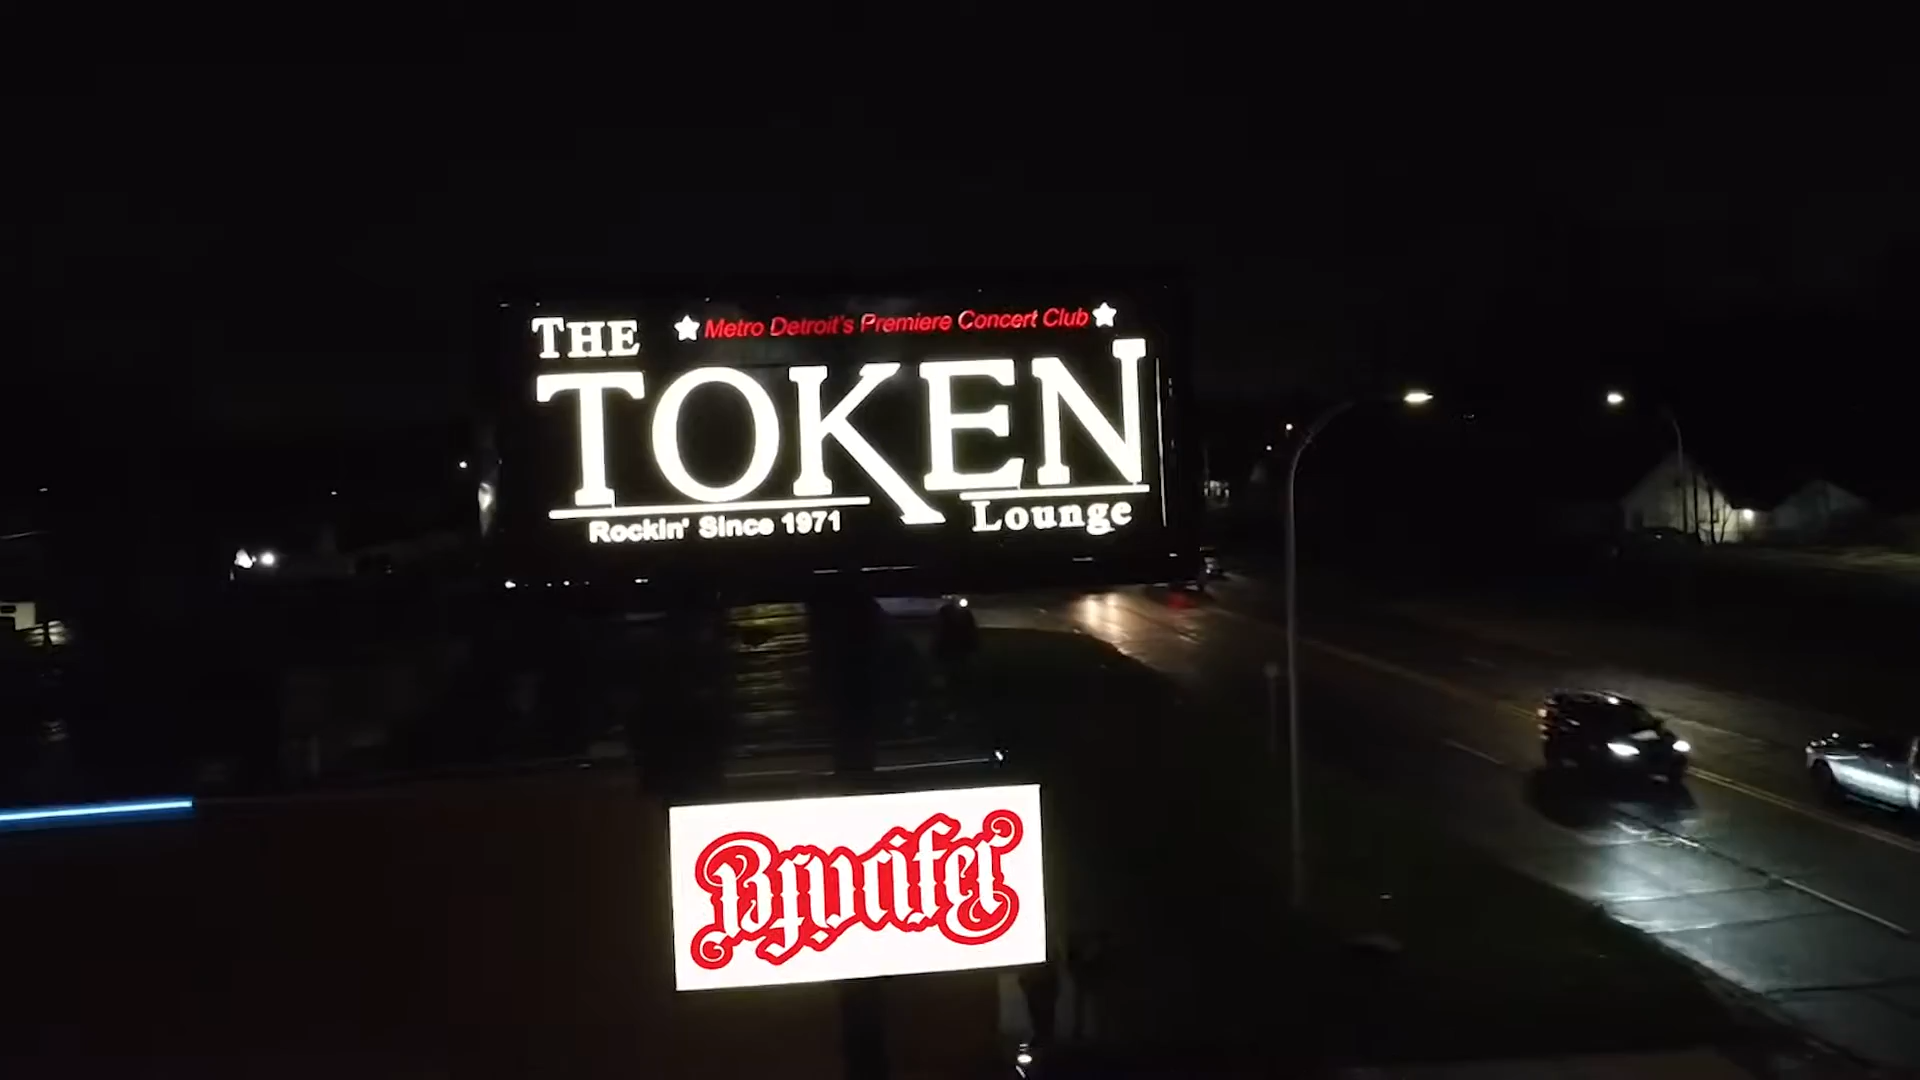 THE
Metro Detroit's Premiere Concert Club
TOKEN
Rockin' Since 1971
Lounge